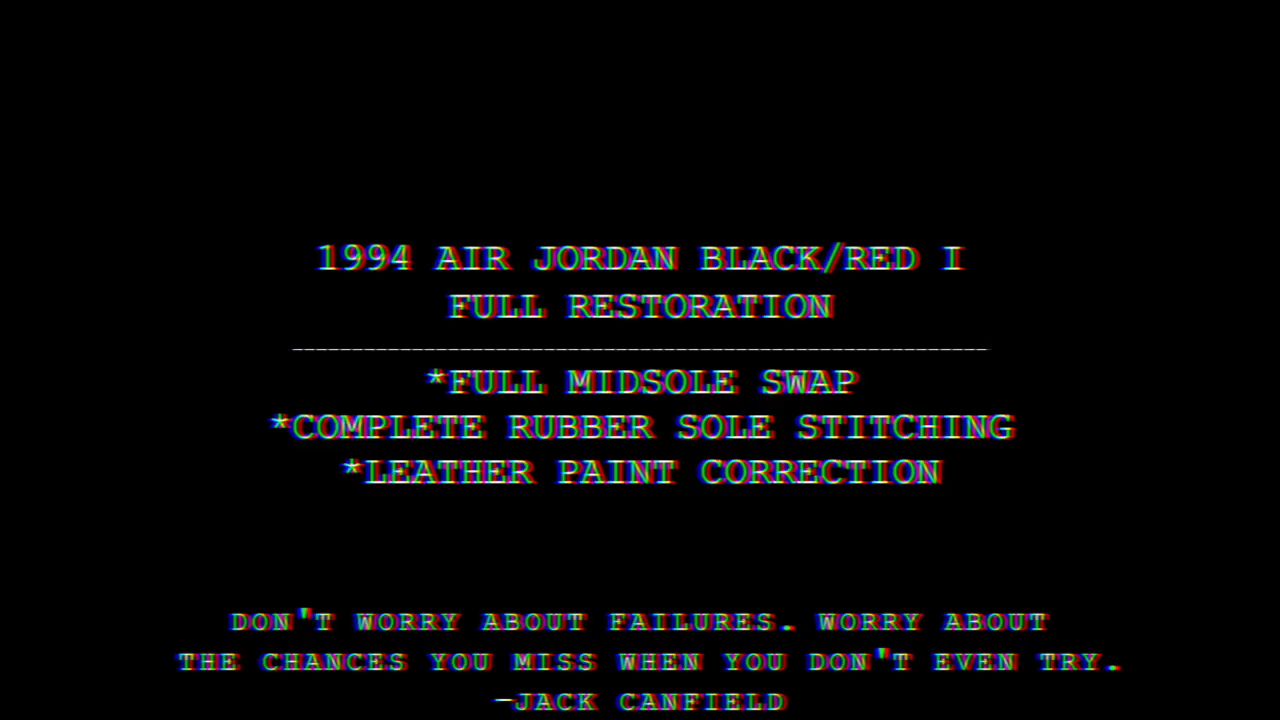 1994 AIR JORDAN BLACK/RED I
FULL RESTORATION
*FULL MIDSOLE SWAP
*COMPLETE RUBBER SOLE STITCHING
*LEATHER PAINT CORRECTION
DON'T WORRY ABOUT FAILURES. WORRY ABOUT
THE CHANCES YOU MISS WHEN YOU DON'T EVEN TRY.
-JACK CANFIELD